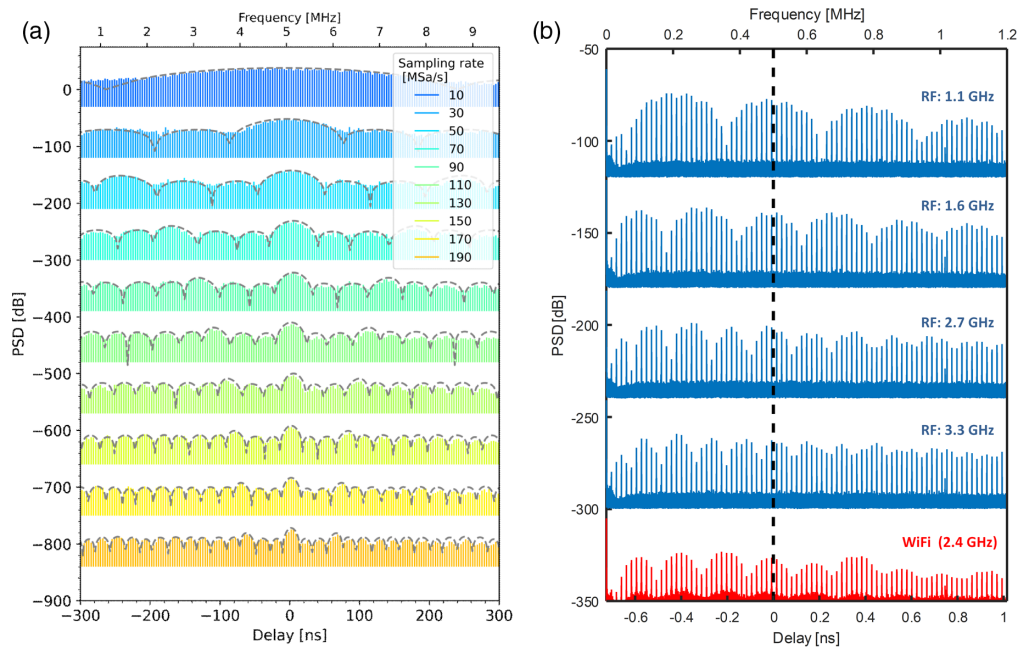 (a)
Frequency [MHz]
1 2 3 4 5 6 7 8 9
0
−100
−200
−300
−400
−500
−600
−700
−800
−900
PSD [dB]
Sampling rate
[MSa/s]
10
30
50
70
90
110
130
150
170
190
−300 −200 −100 0 100 200 300
Delay [ns]
(b)
Frequency [MHz]
0 0.2 0.4 0.6 0.8 1 1.2
-50
-100
-150
-200
-250
-300
-350
PSD [dB]
RF: 1.1 GHz
RF: 1.6 GHz
RF: 2.7 GHz
RF: 3.3 GHz
WiFi (2.4 GHz)
-0.6 -0.4 -0.2 0 0.2 0.4 0.6 0.8 1
Delay [ns]